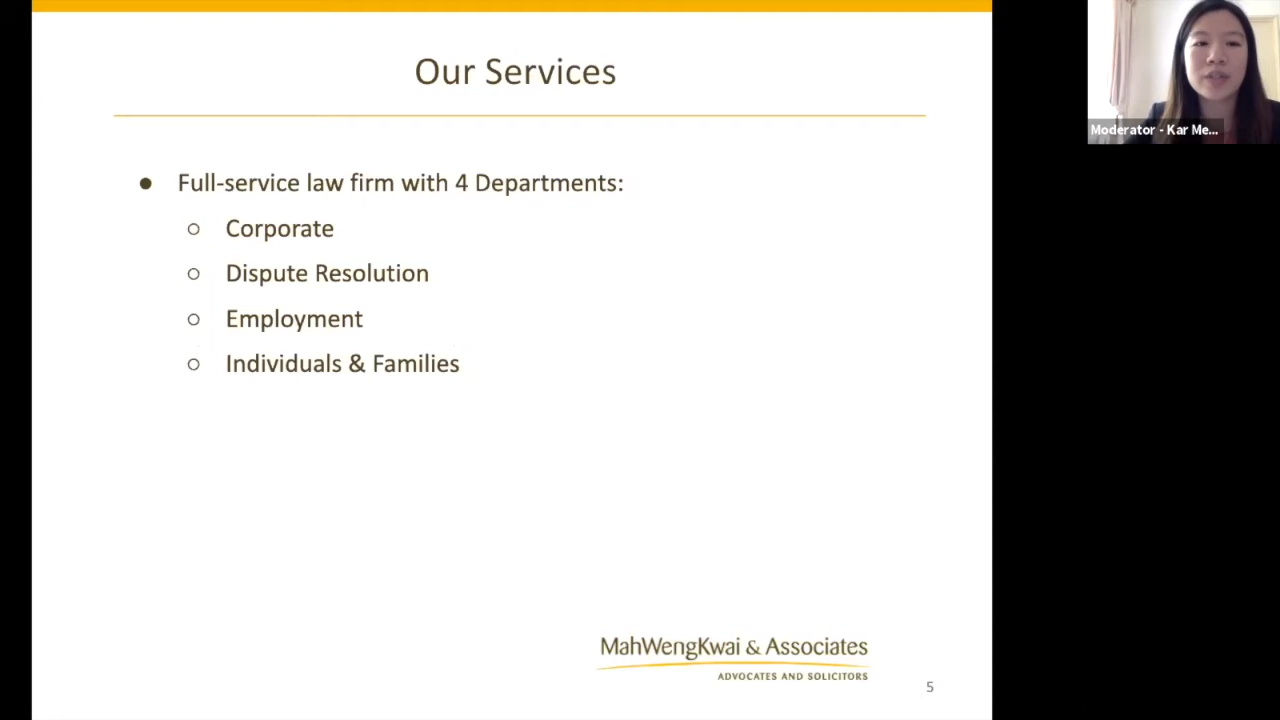 Our Services
● Full-service law firm with 4 Departments:
○ Corporate
○ Dispute Resolution
○ Employment
○ Individuals & Families
MahWengKwai & Associates
ADVOCATES AND SOLICITORS
5
Moderator - Kar Me...